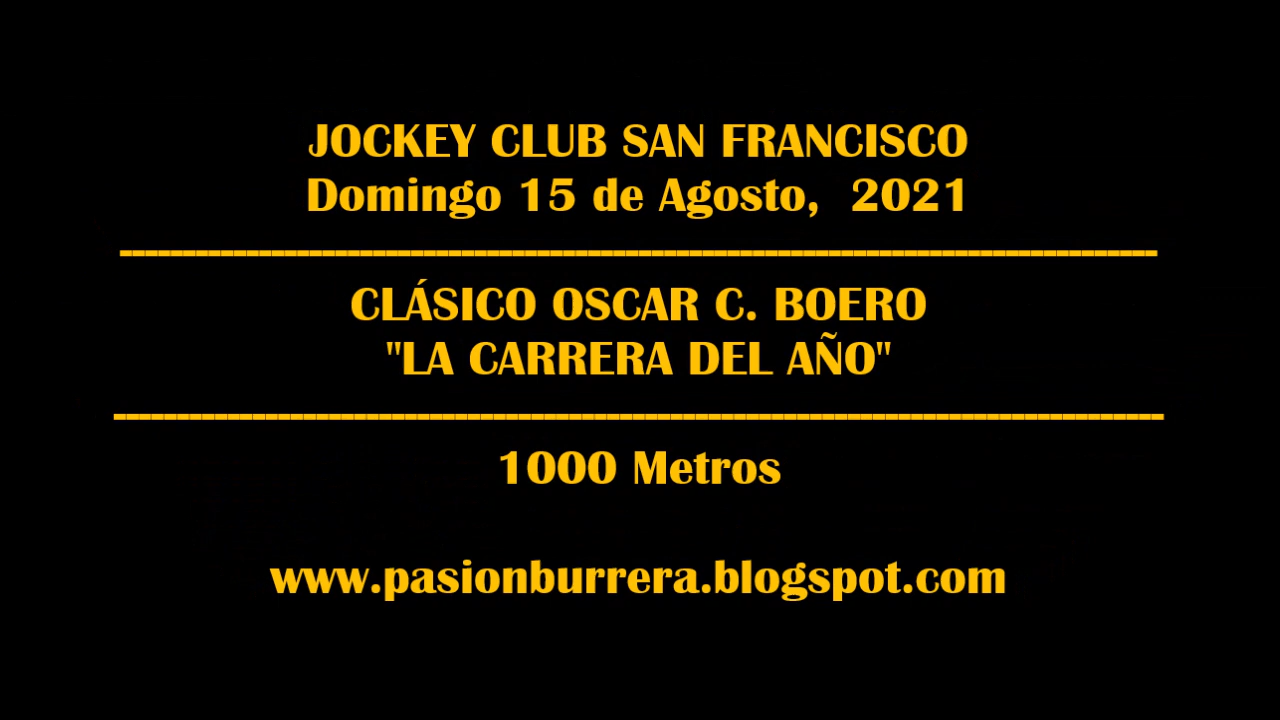 JOCKEY CLUB SAN FRANCISCO
Domingo 15 de Agosto,  2021
CLÁSICO OSCAR C. BOERO
"LA CARRERA DEL AÑO"
1000 Metros
www.pasionburrera.blogspot.com